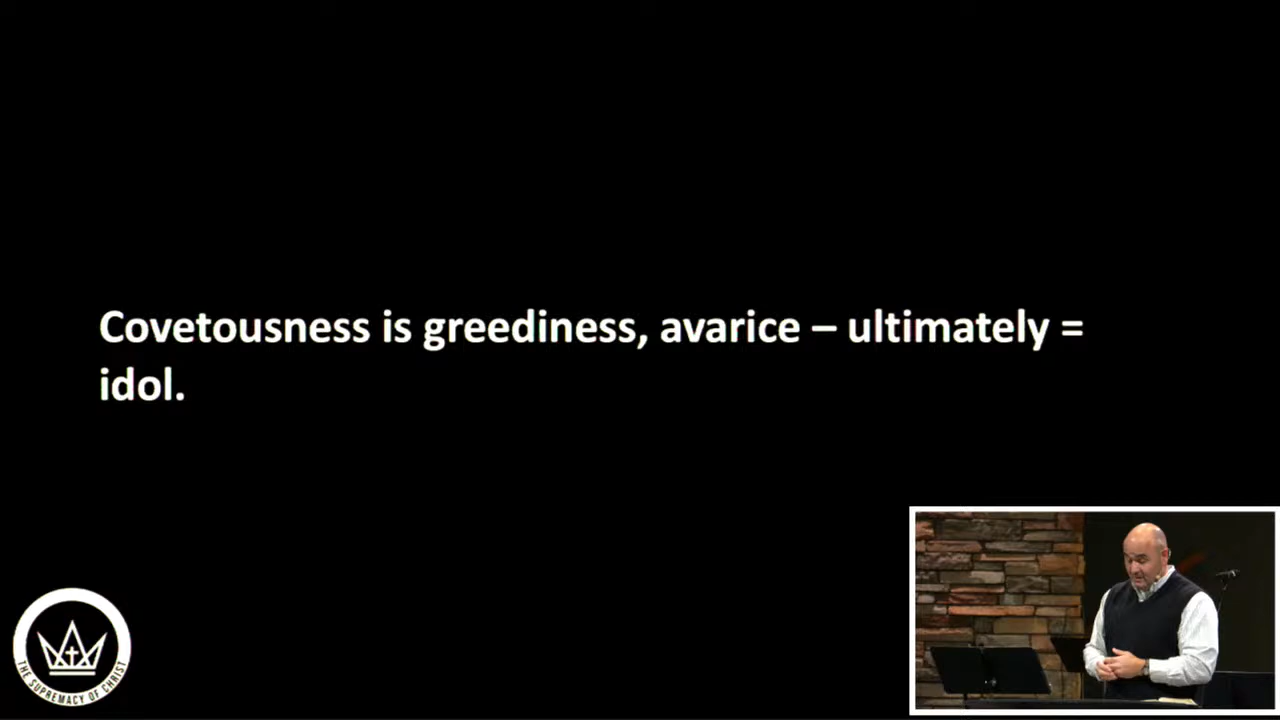 Covetousness is greediness, avarice – ultimately =
idol.
THE SUPREMACY OF CHRIST